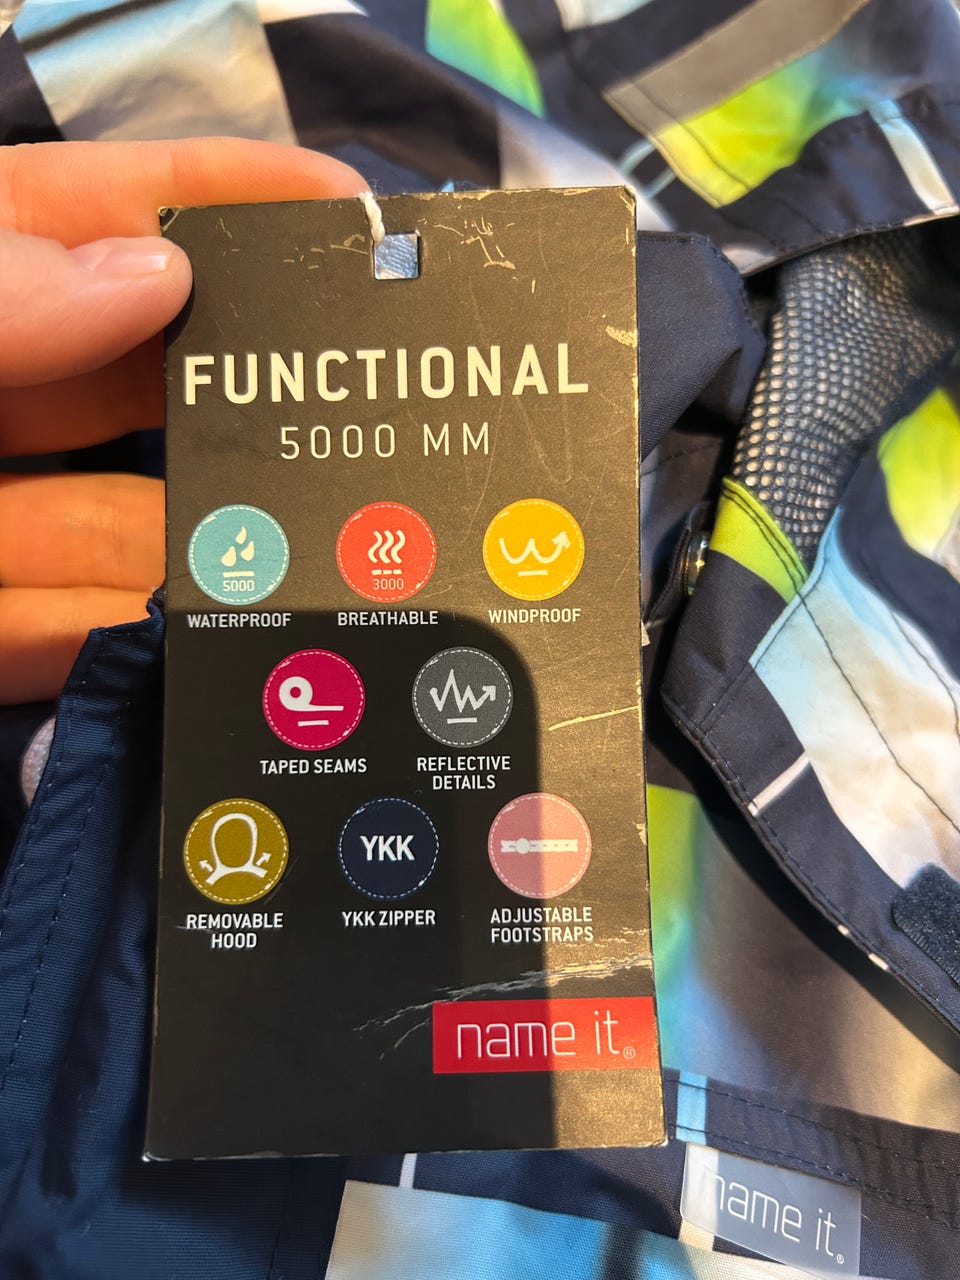 FUNCTIONAL
5000 MM
5000
3000
WATERPROOF
BREATHABLE
WINDPROOF
TAPED SEAMS
REFLECTIVE
DETAILS
YKK
REMOVABLE
HOOD
YKK ZIPPER
ADJUSTABLE
FOOTSTRAPS
name it®
name it®